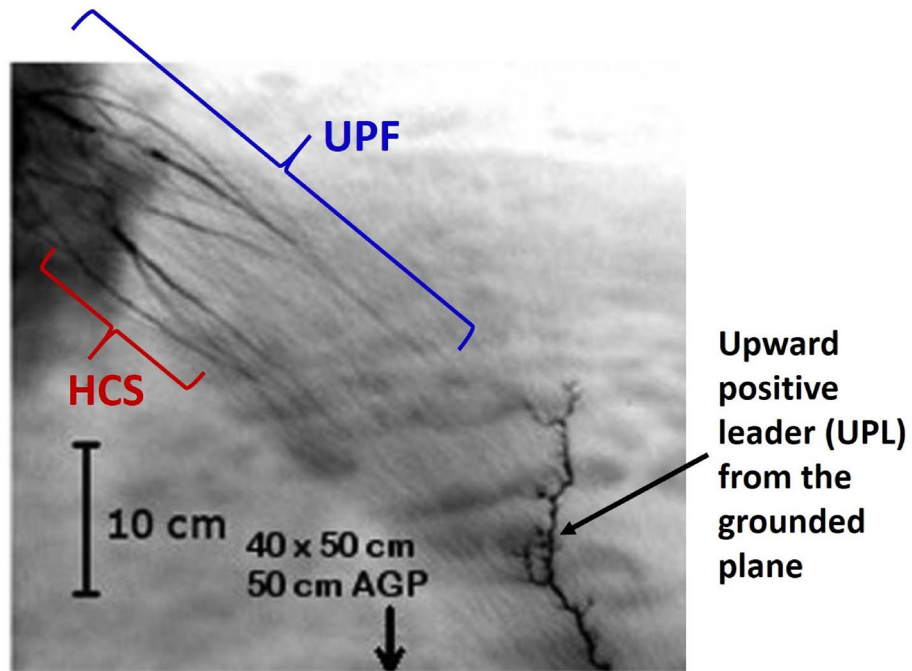 UPF
HCS
10 cm
40 x 50 cm
50 cm AGP
Upward
positive
leader (UPL)
from the
grounded
plane